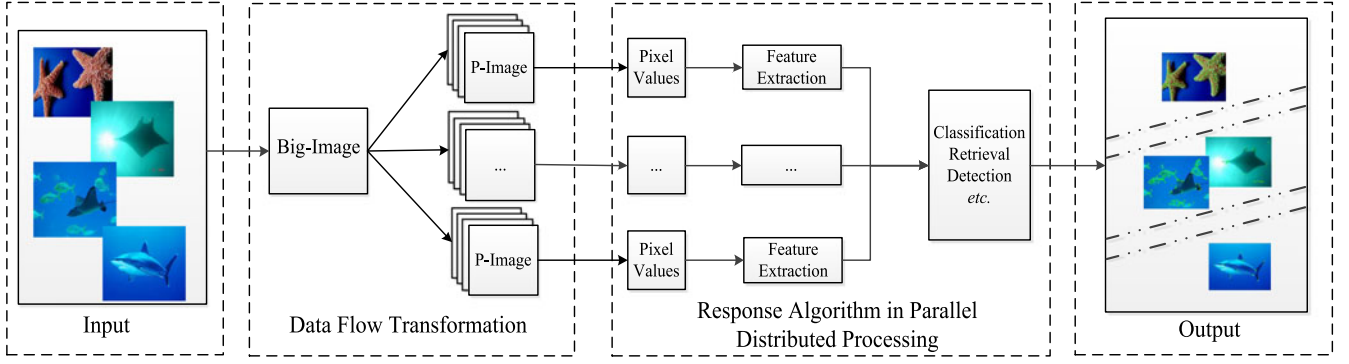 Big-Image
P-Image
...
P-Image
Pixel
Values
Feature
Extraction
...
...
Pixel
Values
Feature
Extraction
Classification
Retrieval
Detection
etc.
Input
Data Flow Transformation
Response Algorithm in Parallel
Distributed Processing
Output